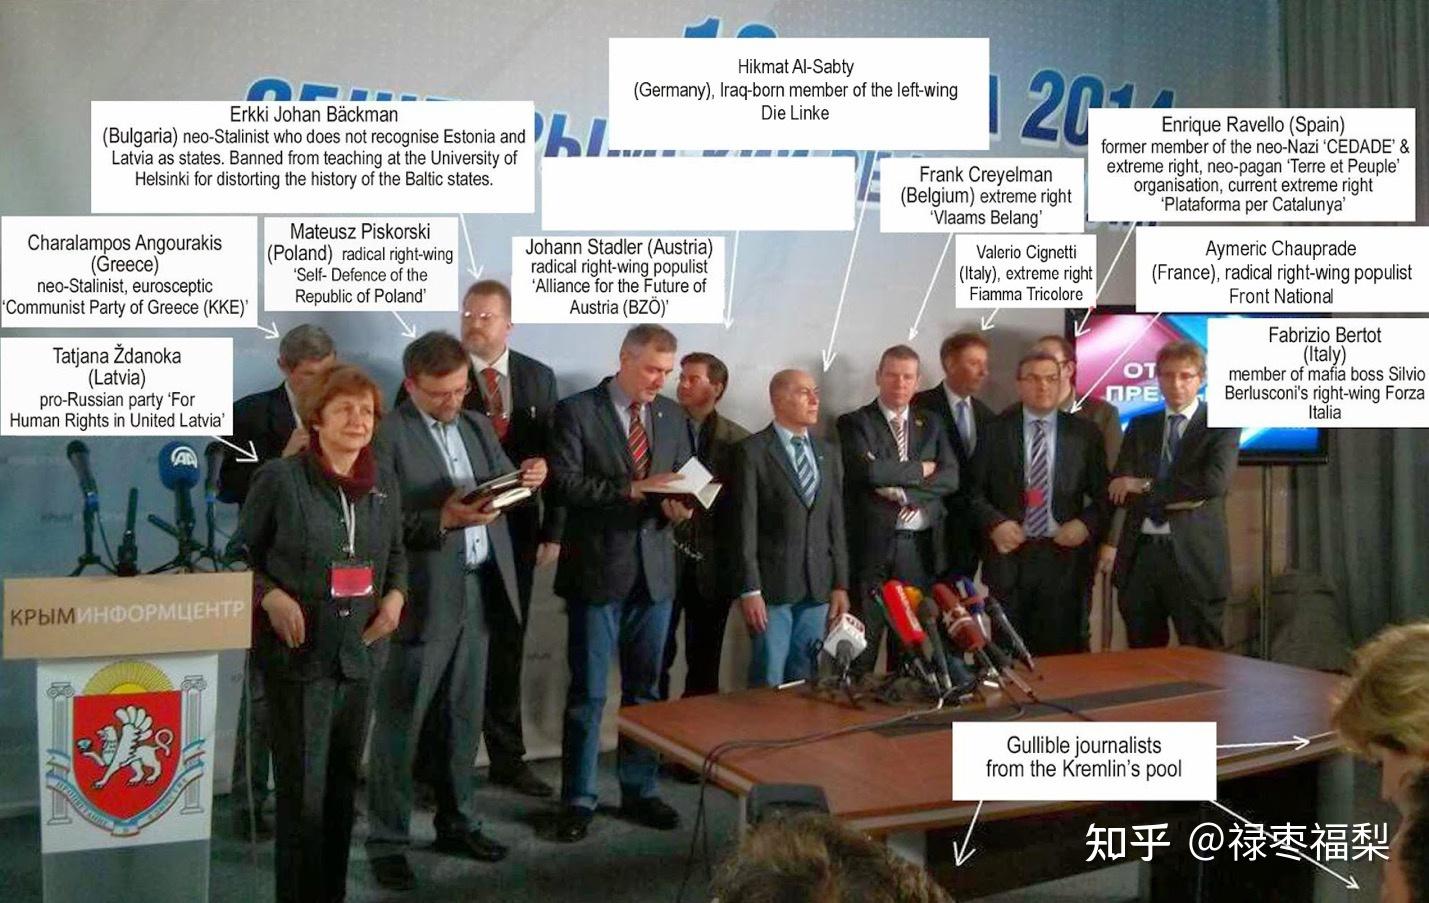 16
ОБЩЕКРЫМ
2014
Hikmat Al-Sabty
(Germany), Iraq-born member of the left-wing
Die Linke
Erkki Johan Bäckman
(Bulgaria) neo-Stalinist who does not recognise Estonia and
Latvia as states. Banned from teaching at the University of
Helsinki for distorting the history of the Baltic states.
Enrique Ravello (Spain)
former member of the neo-Nazi ‘CEDADE’ &
extreme right, neo-pagan ‘Terre et Peuple’
organisation, current extreme right
‘Plataforma per Catalunya’
Frank Creyelman
(Belgium) extreme right
‘Vlaams Belang’
Charalampos Angourakis
(Greece)
neo-Stalinist, eurosceptic
‘Communist Party of Greece (KKE)’
Mateusz Piskorski
(Poland) radical right-wing
‘Self- Defence of the
Republic of Poland’
Johann Stadler (Austria)
radical right-wing populist
‘Alliance for the Future of
Austria (BZÖ)’
Valerio Cignetti
(Italy), extreme right
Fiamma Tricolore
Aymeric Chauprade
(France), radical right-wing populist
Front National
Tatjana Ždanoka
(Latvia)
pro-Russian party ‘For
Human Rights in United Latvia’
Fabrizio Bertot
(Italy)
member of mafia boss Silvio
Berlusconi's right-wing Forza
Italia
AA
КРЫМИНФОРМЦЕНТР
Gullible journalists
from the Kremlin’s pool
知乎 @禄枣福梨